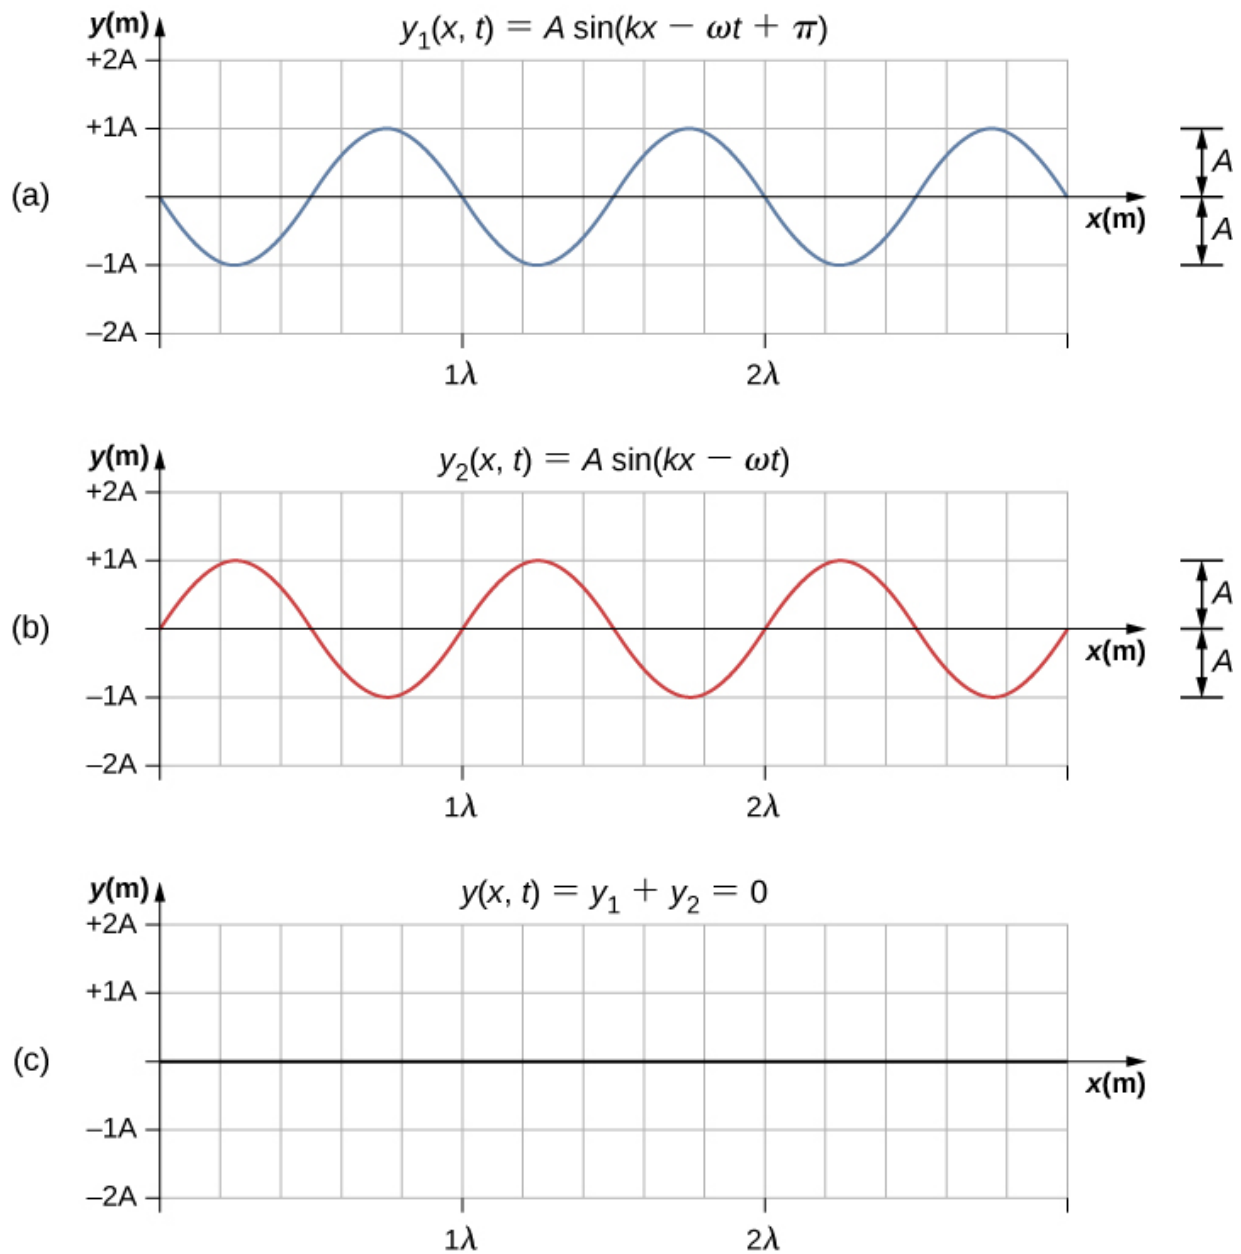 y(m)
y₁(x, t) = A sin(kx − ωt + π)
+2A
+1A
(a)
x(m)
–1A
–2A
A
A
1λ
2λ
y(m)
y₂(x, t) = A sin(kx − ωt)
+2A
+1A
(b)
x(m)
–1A
–2A
A
A
1λ
2λ
y(m)
y(x, t) = y₁ + y₂ = 0
+2A
+1A
(c)
x(m)
–1A
–2A
1λ
2λ